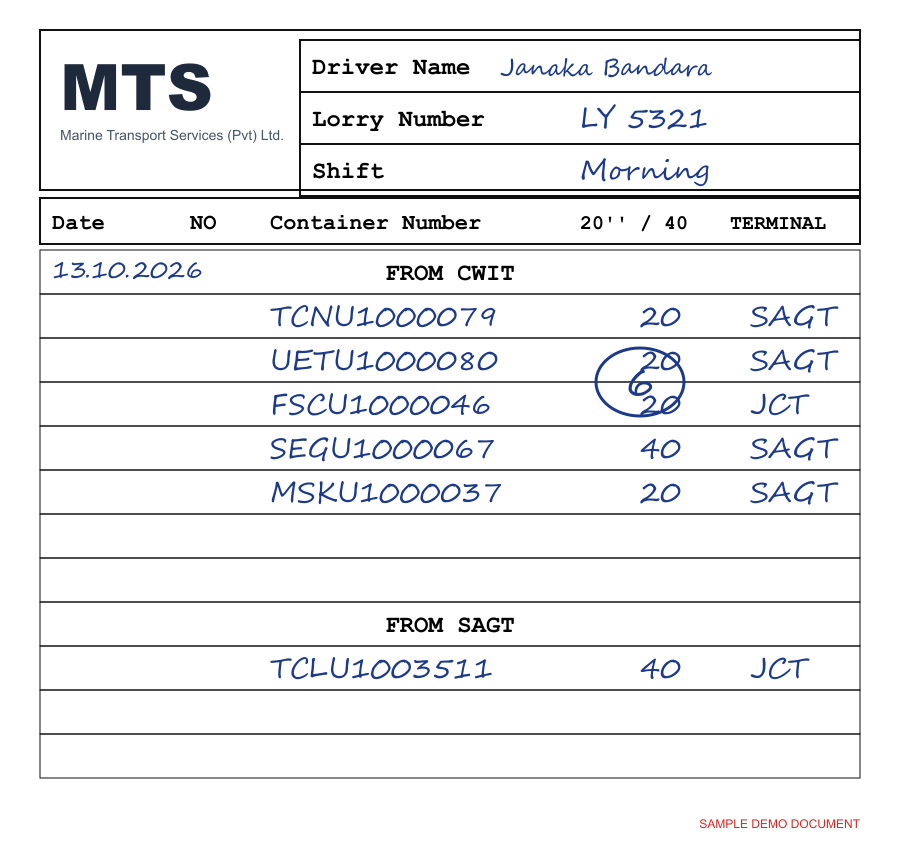 MTS
Marine Transport Services (Pvt) Ltd.
Driver Name Janaka Bandara
Lorry Number LY 5321
Shift Morning
Date NO Container Number 20'' / 40 TERMINAL
13.10.2026 FROM CWIT
TCNU1000079 20 SAGT
UETU1000080 20 SAGT
6
FSCU1000046 20 JCT
SEGU1000067 40 SAGT
MSKU1000037 20 SAGT
FROM SAGT
TCLU1003511 40 JCT
SAMPLE DEMO DOCUMENT